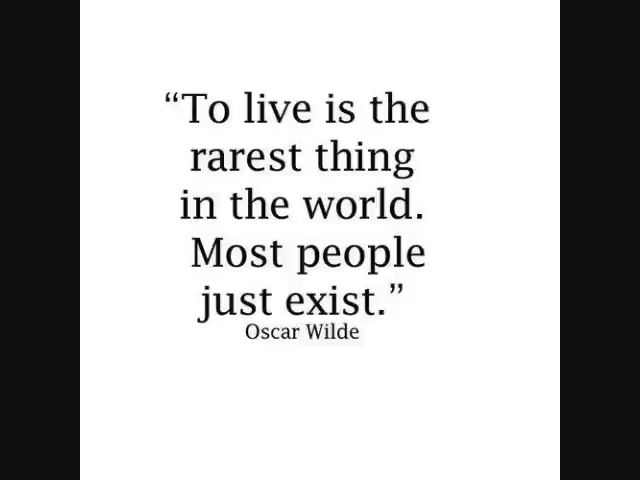 “To live is the
rarest thing
in the world.
Most people
just exist.”
Oscar Wilde